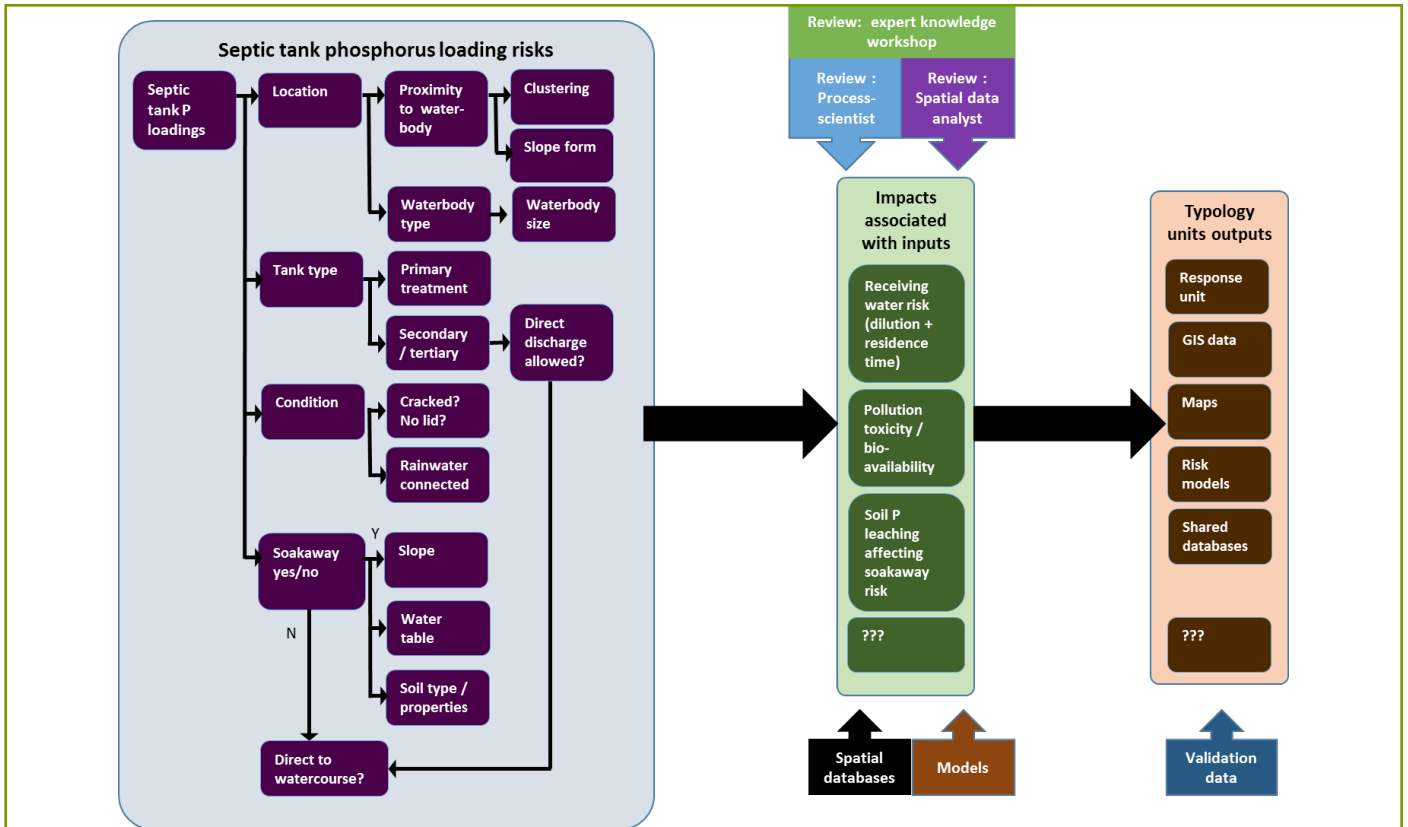 Septic tank phosphorus loading risks
Septic
tank P
loadings
Location
Proximity
to water-
body
Clustering
Slope form
Waterbody
type
Waterbody
size
Tank type
Primary
treatment
Secondary
/ tertiary
Direct
discharge
allowed?
Condition
Cracked?
No lid?
Rainwater
connected
Soakaway
yes/no
Y
N
Slope
Water
table
Soil type /
properties
Direct to
watercourse?
Review: expert knowledge
workshop
Review :
Process-
scientist
Review :
Spatial data
analyst
Impacts
associated
with inputs
Receiving
water risk
(dilution +
residence
time)
Pollution
toxicity /
bio-
availability
Soil P
leaching
affecting
soakaway
risk
???
Spatial
databases
Models
Typology
units outputs
Response
unit
GIS data
Maps
Risk
models
Shared
databases
???
Validation
data